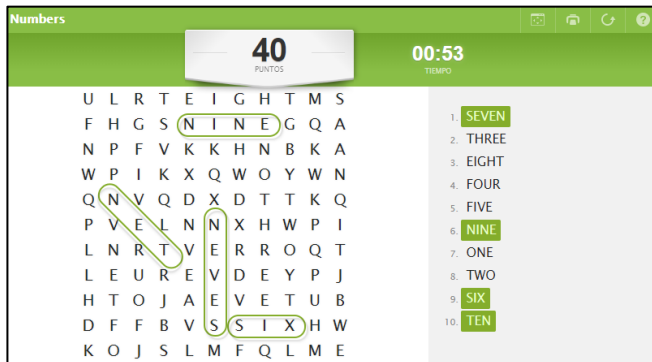 Numbers
40
PUNTOS
00:53
TIEMPO
U L R T E I G H T M S
F H G S N I N E G Q A
N P F V K K H N B K A
W P I K X Q W O Y W N
Q N V Q D X D T T K Q
P V E L N N X H W P I
L N R T V E R R O Q T
L E U R E V D E Y P J
H T O J A E V E T U B
D F F B V S S I X H W
K O J S L M F Q L M E
1. SEVEN
2. THREE
3. EIGHT
4. FOUR
5. FIVE
6. NINE
7. ONE
8. TWO
9. SIX
10. TEN